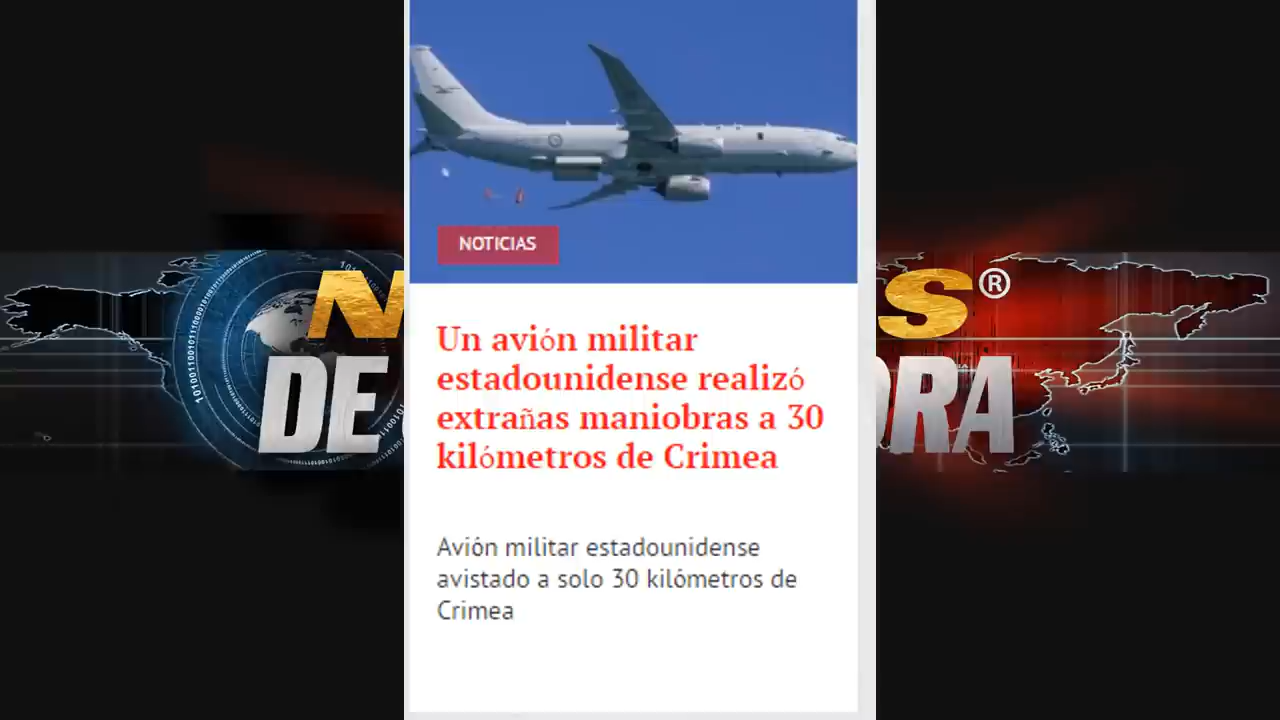 NOTICIAS
Un avión militar
estadounidense realizó
extrañas maniobras a 30
kilómetros de Crimea
Avión militar estadounidense
avistado a solo 30 kilómetros de
Crimea
N
S®
DE
ORA